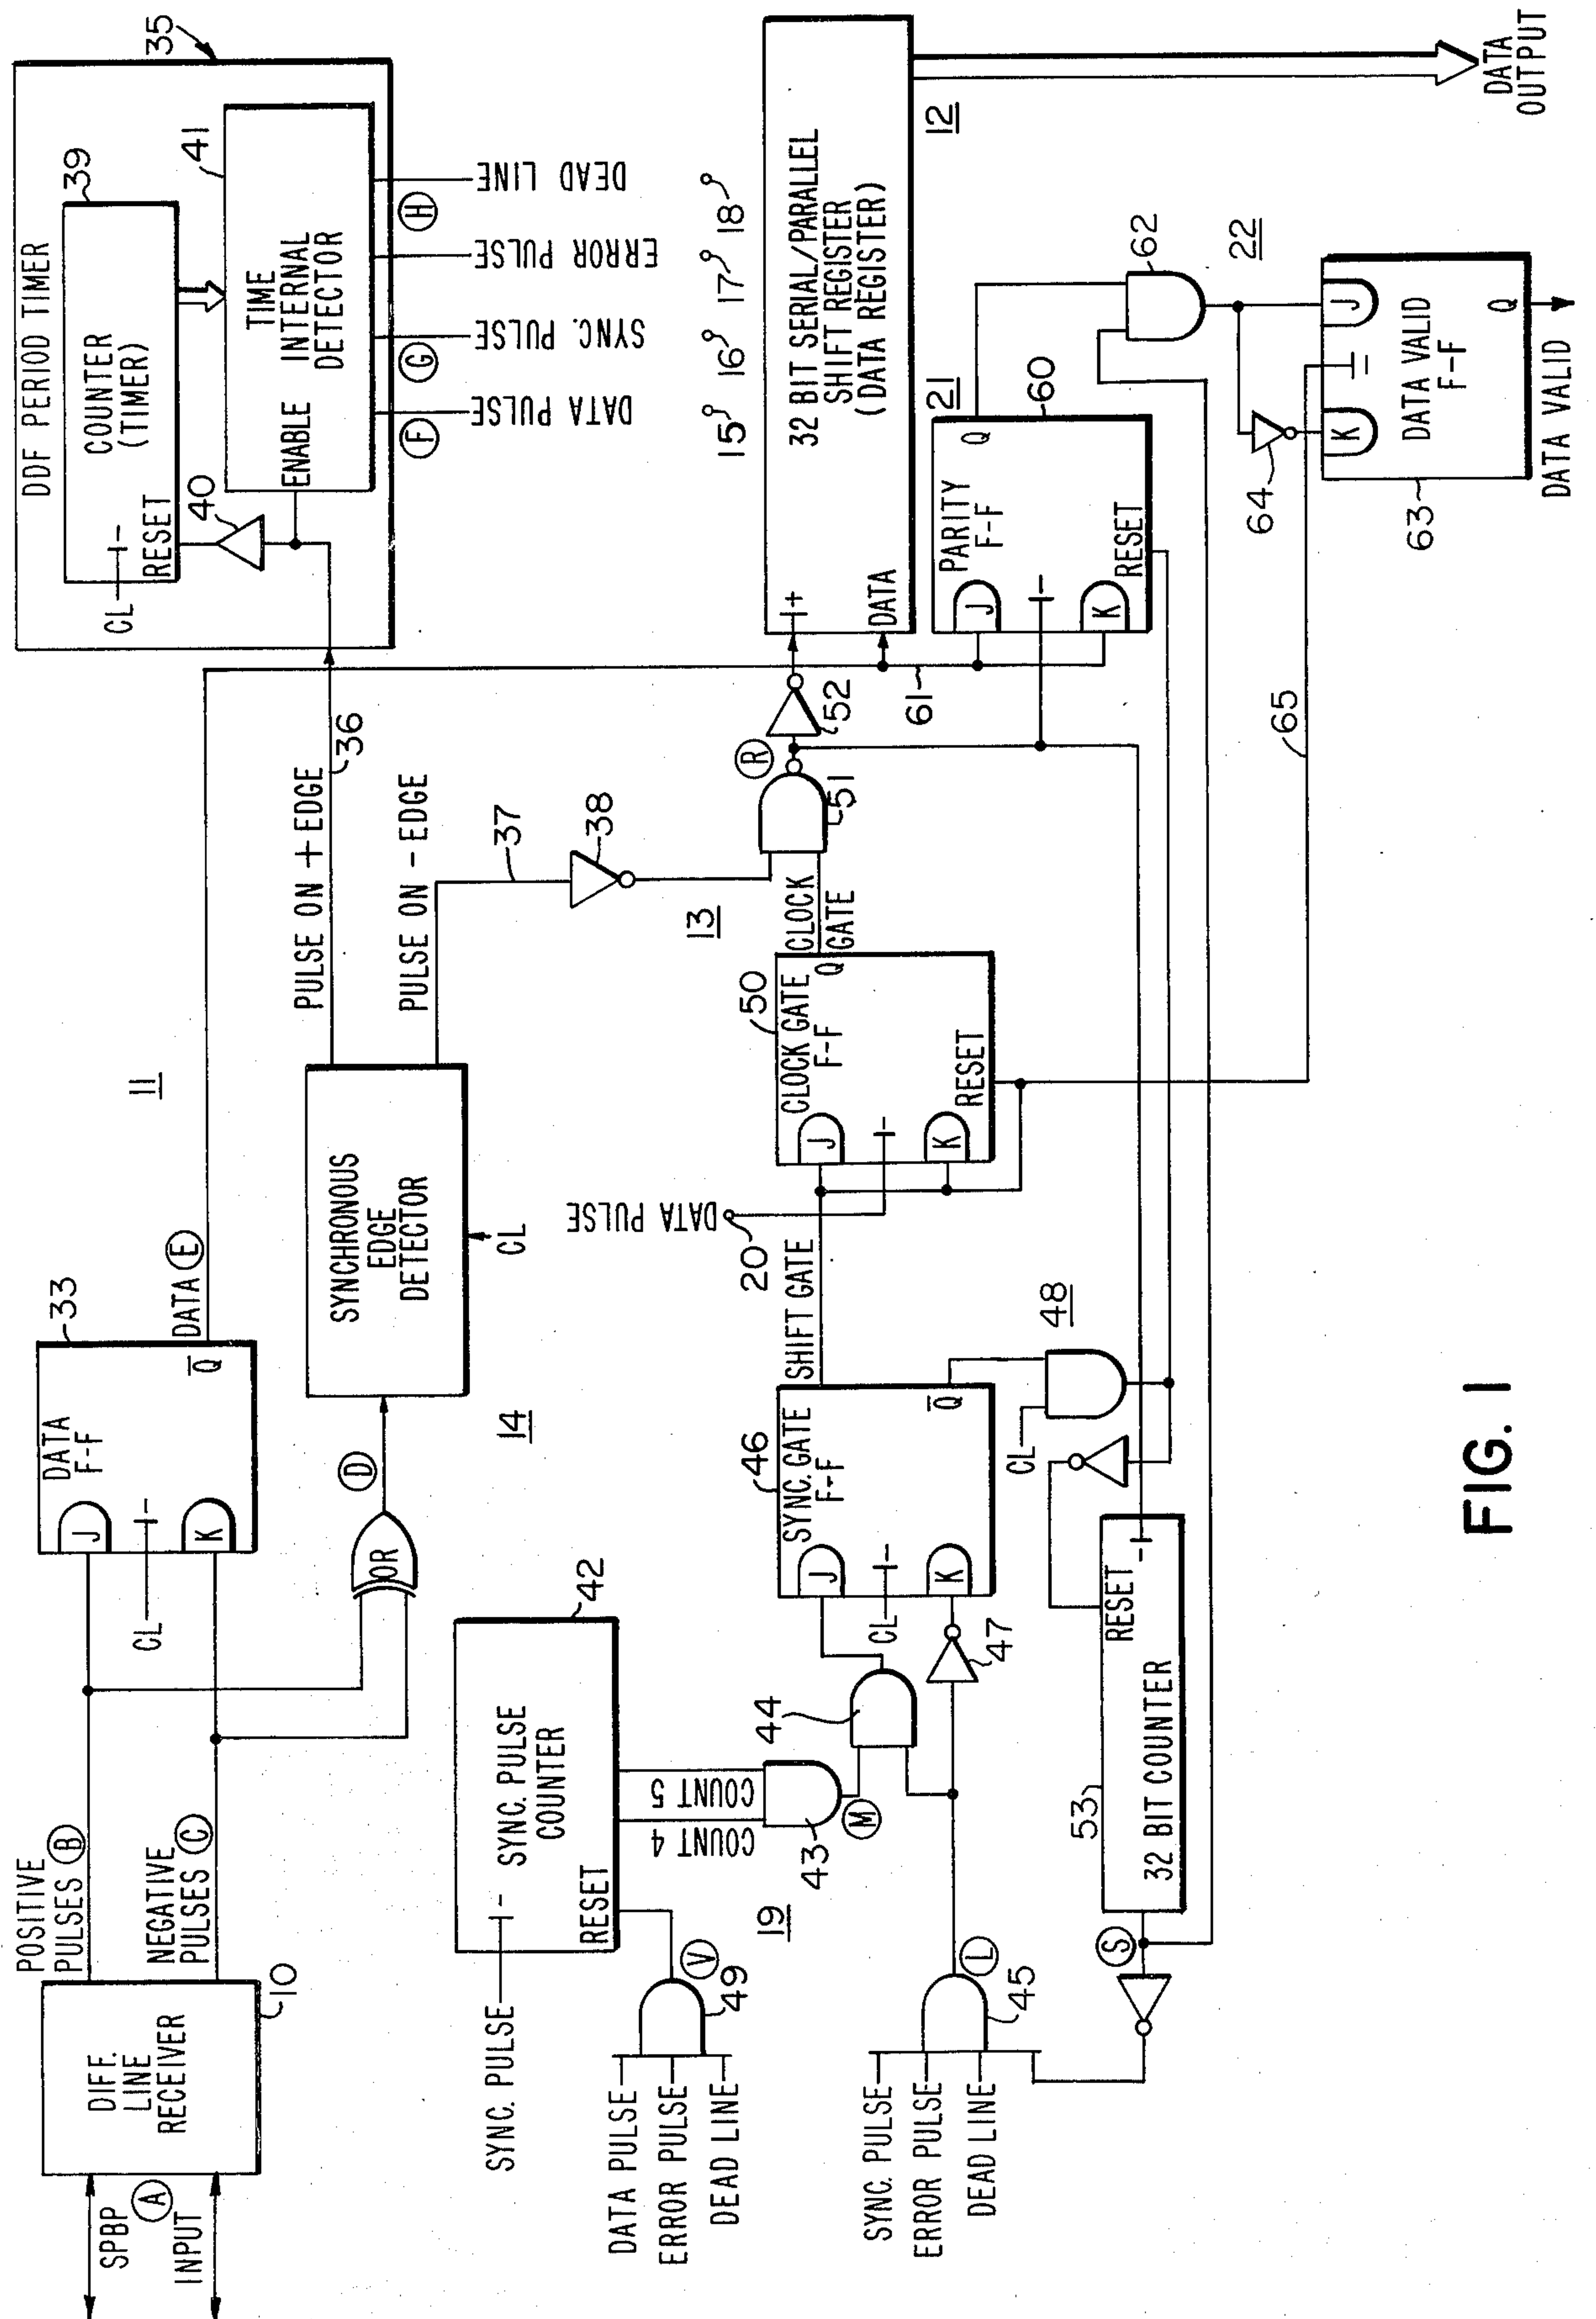 DDF PERIOD TIMER
35
39
COUNTER
(TIMER)
CL
RESET
40
41
TIME
INTERNAL
DETECTOR
ENABLE
F
G
H
DATA PULSE
SYNC. PULSE
ERROR PULSE
DEAD LINE
15
16
17
18
SPBP
A
INPUT
DIFF.
LINE
RECEIVER
10
POSITIVE
PULSES B
NEGATIVE
PULSES C
J
CL
K
DATA
F-F
33
Q
DATA E
11
OR
D
14
SYNCHRONOUS
EDGE
DETECTOR
CL
PULSE ON + EDGE
36
PULSE ON - EDGE
37
38
13
SYNC. PULSE
SYNC. PULSE
COUNTER
42
RESET
DATA PULSE
ERROR PULSE
DEAD LINE
49
V
19
COUNT 4
COUNT 5
43
M
44
SYNC. PULSE
ERROR PULSE
DEAD LINE
45
L
47
J
CL
K
SYNC. GATE
F-F
46
Q
SHIFT GATE
20
DATA PULSE
J
K
CLOCK GATE
F-F
50
Q
RESET
CLOCK
GATE
51
R
52
61
+
DATA
32 BIT SERIAL/PARALLEL
SHIFT REGISTER
(DATA REGISTER)
12
DATA
OUTPUT
CL
48
53
32 BIT COUNTER
RESET
S
J
K
PARITY
F-F
RESET
Q
21
60
62
22
64
65
K
J
DATA VALID
F-F
63
Q
DATA VALID
FIG. 1